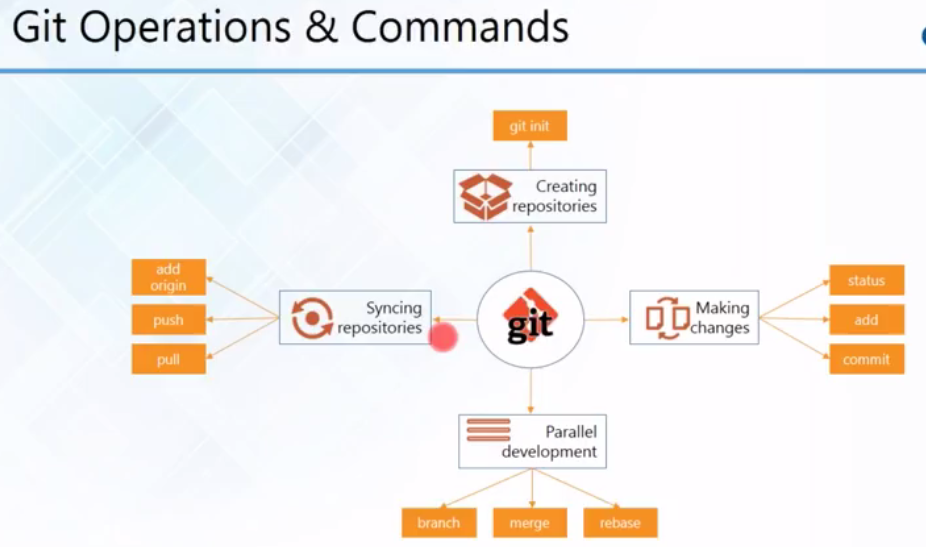 Git Operations & Commands
git init
Creating
repositories
add
origin
push
pull
Syncing
repositories
git
Making
changes
status
add
commit
Parallel
development
branch
merge
rebase